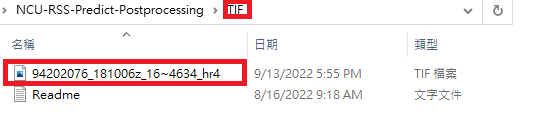 NCU-RSS-Predict-Postprocessing > TIF
名稱 日期 類型
94202076_181006z_16~4634_hr4 9/13/2022 5:55 PM TIF 檔案
Readme 8/16/2022 9:18 AM 文字文件